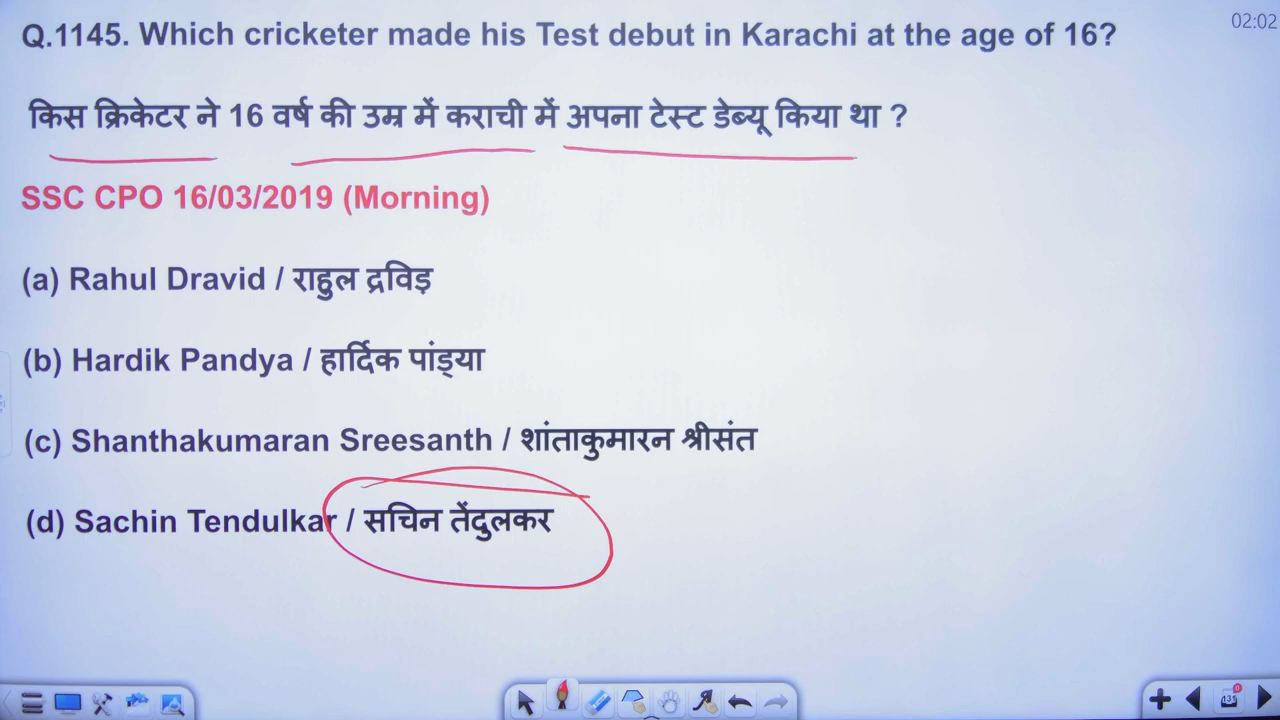 Q.1145. Which cricketer made his Test debut in Karachi at the age of 16?
02:02
किस क्रिकेटर ने 16 वर्ष की उम्र में कराची में अपना टेस्ट डेब्यू किया था ?
SSC CPO 16/03/2019 (Morning)
(a) Rahul Dravid / राहुल द्रविड़
(b) Hardik Pandya / हार्दिक पांड्या
(c) Shanthakumaran Sreesanth / शांताकुमारन श्रीसंत
(d) Sachin Tendulkar / सचिन तेंदुलकर